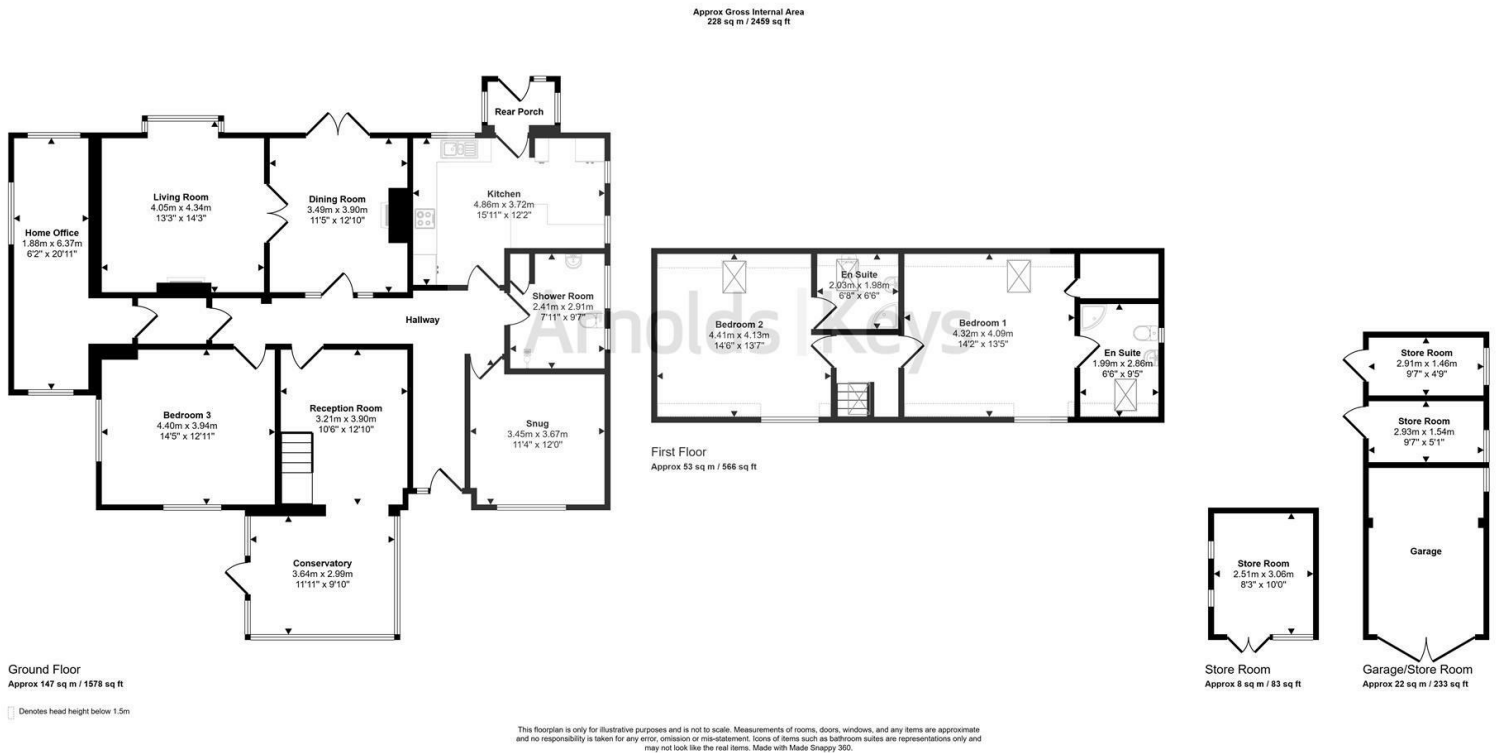 Approx Gross Internal Area
228 sq m / 2459 sq ft
Rear Porch
Living Room
4.05m x 4.34m
13'3" x 14'3"
Dining Room
3.49m x 3.90m
11'5" x 12'10"
Kitchen
4.86m x 3.72m
15'11" x 12'2"
Home Office
1.88m x 6.37m
6'2" x 20'11"
Shower Room
2.41m x 2.91m
7'11" x 9'7"
Hallway
Bedroom 3
4.40m x 3.94m
14'5" x 12'11"
Reception Room
3.21m x 3.90m
10'6" x 12'10"
Snug
3.45m x 3.67m
11'4" x 12'0"
Conservatory
3.64m x 2.99m
11'11" x 9'10"
Ground Floor
Approx 147 sq m / 1578 sq ft
Denotes head height below 1.5m
Arnolds | Keys
En Suite
2.03m x 1.98m
6'8" x 6'6"
Bedroom 2
4.41m x 4.13m
14'6" x 13'7"
Bedroom 1
4.32m x 4.09m
14'2" x 13'5"
En Suite
1.99m x 2.86m
6'6" x 9'5"
First Floor
Approx 53 sq m / 566 sq ft
Store Room
2.51m x 3.06m
8'3" x 10'0"
Store Room
Approx 8 sq m / 83 sq ft
Store Room
2.91m x 1.46m
9'7" x 4'9"
Store Room
2.93m x 1.54m
9'7" x 5'1"
Garage
Garage/Store Room
Approx 22 sq m / 233 sq ft
This floorplan is only for illustrative purposes and is not to scale. Measurements of rooms, doors, windows, and any items are approximate
and no responsibility is taken for any error, omission or mis-statement. Icons of items such as bathroom suites are representations only and
may not look like the real items. Made with Made Snappy 360.